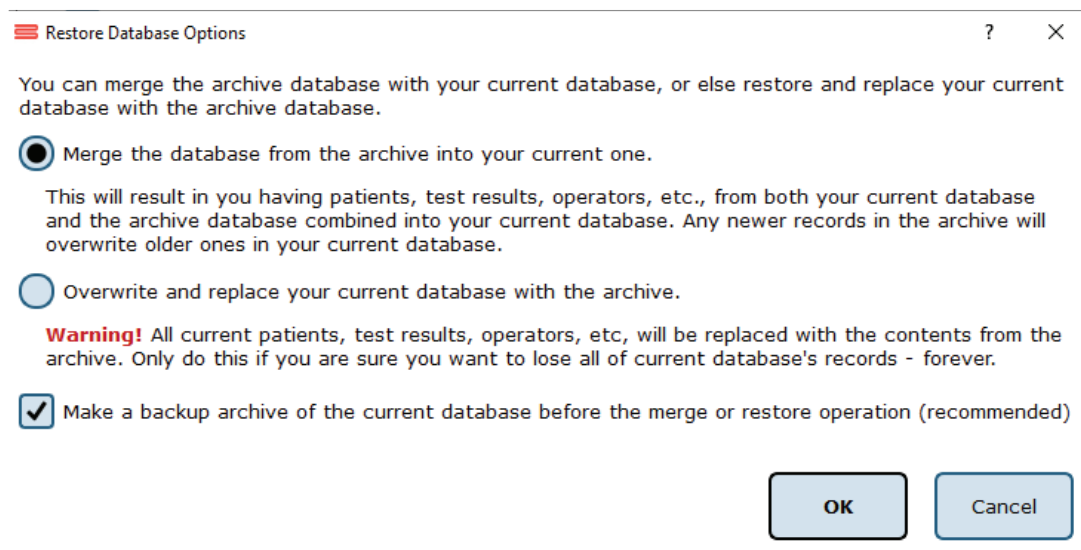 Restore Database Options
?
You can merge the archive database with your current database, or else restore and replace your current
database with the archive database.
Merge the database from the archive into your current one.
This will result in you having patients, test results, operators, etc., from both your current database
and the archive database combined into your current database. Any newer records in the archive will
overwrite older ones in your current database.
Overwrite and replace your current database with the archive.
Warning! All current patients, test results, operators, etc, will be replaced with the contents from the
archive. Only do this if you are sure you want to lose all of current database's records - forever.
Make a backup archive of the current database before the merge or restore operation (recommended)
OK
Cancel